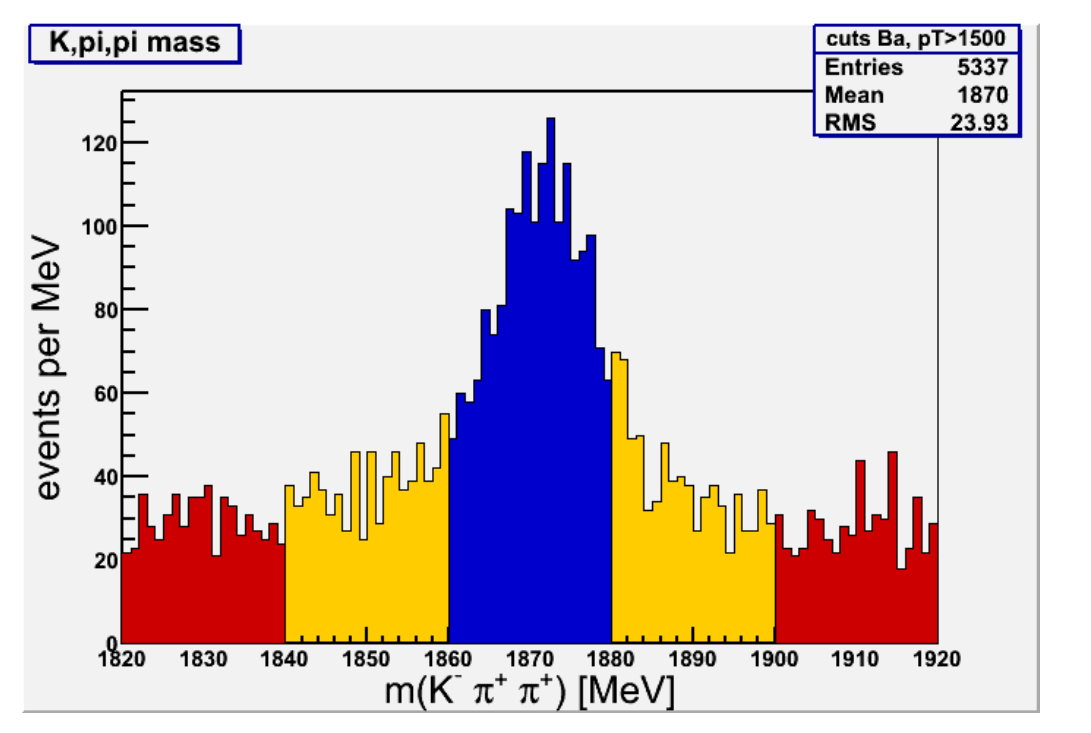 K,pi,pi mass
cuts Ba, pT>1500
Entries 5337
Mean 1870
RMS 23.93
events per MeV
120
100
80
60
40
20
0
1820 1830 1840 1850 1860 1870 1880 1890 1900 1910 1920
m(K⁻ π⁺ π⁺) [MeV]